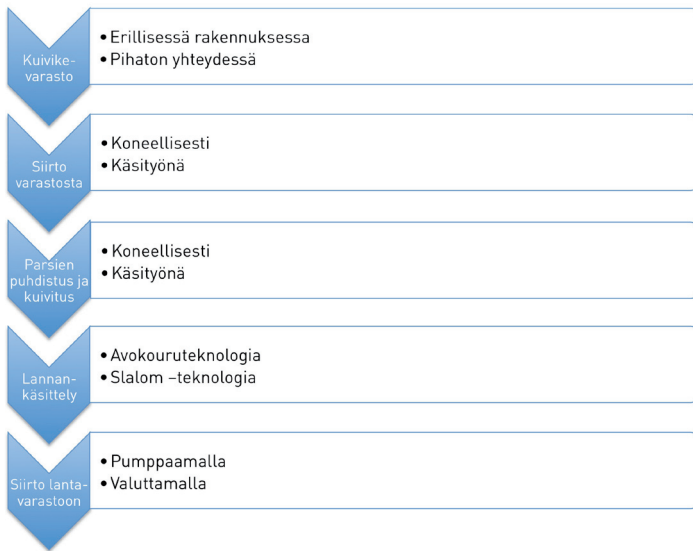 Kuivike-
varasto
• Erillisessä rakennuksessa
• Pihaton yhteydessä
Siirto
varastosta
• Koneellisesti
• Käsityönä
Parsien
puhdistus ja
kuivitus
• Koneellisesti
• Käsityönä
Lannan-
käsittely
• Avokouruteknologia
• Slalom –teknologia
Siirto lanta-
varastoon
• Pumppaamalla
• Valuttamalla